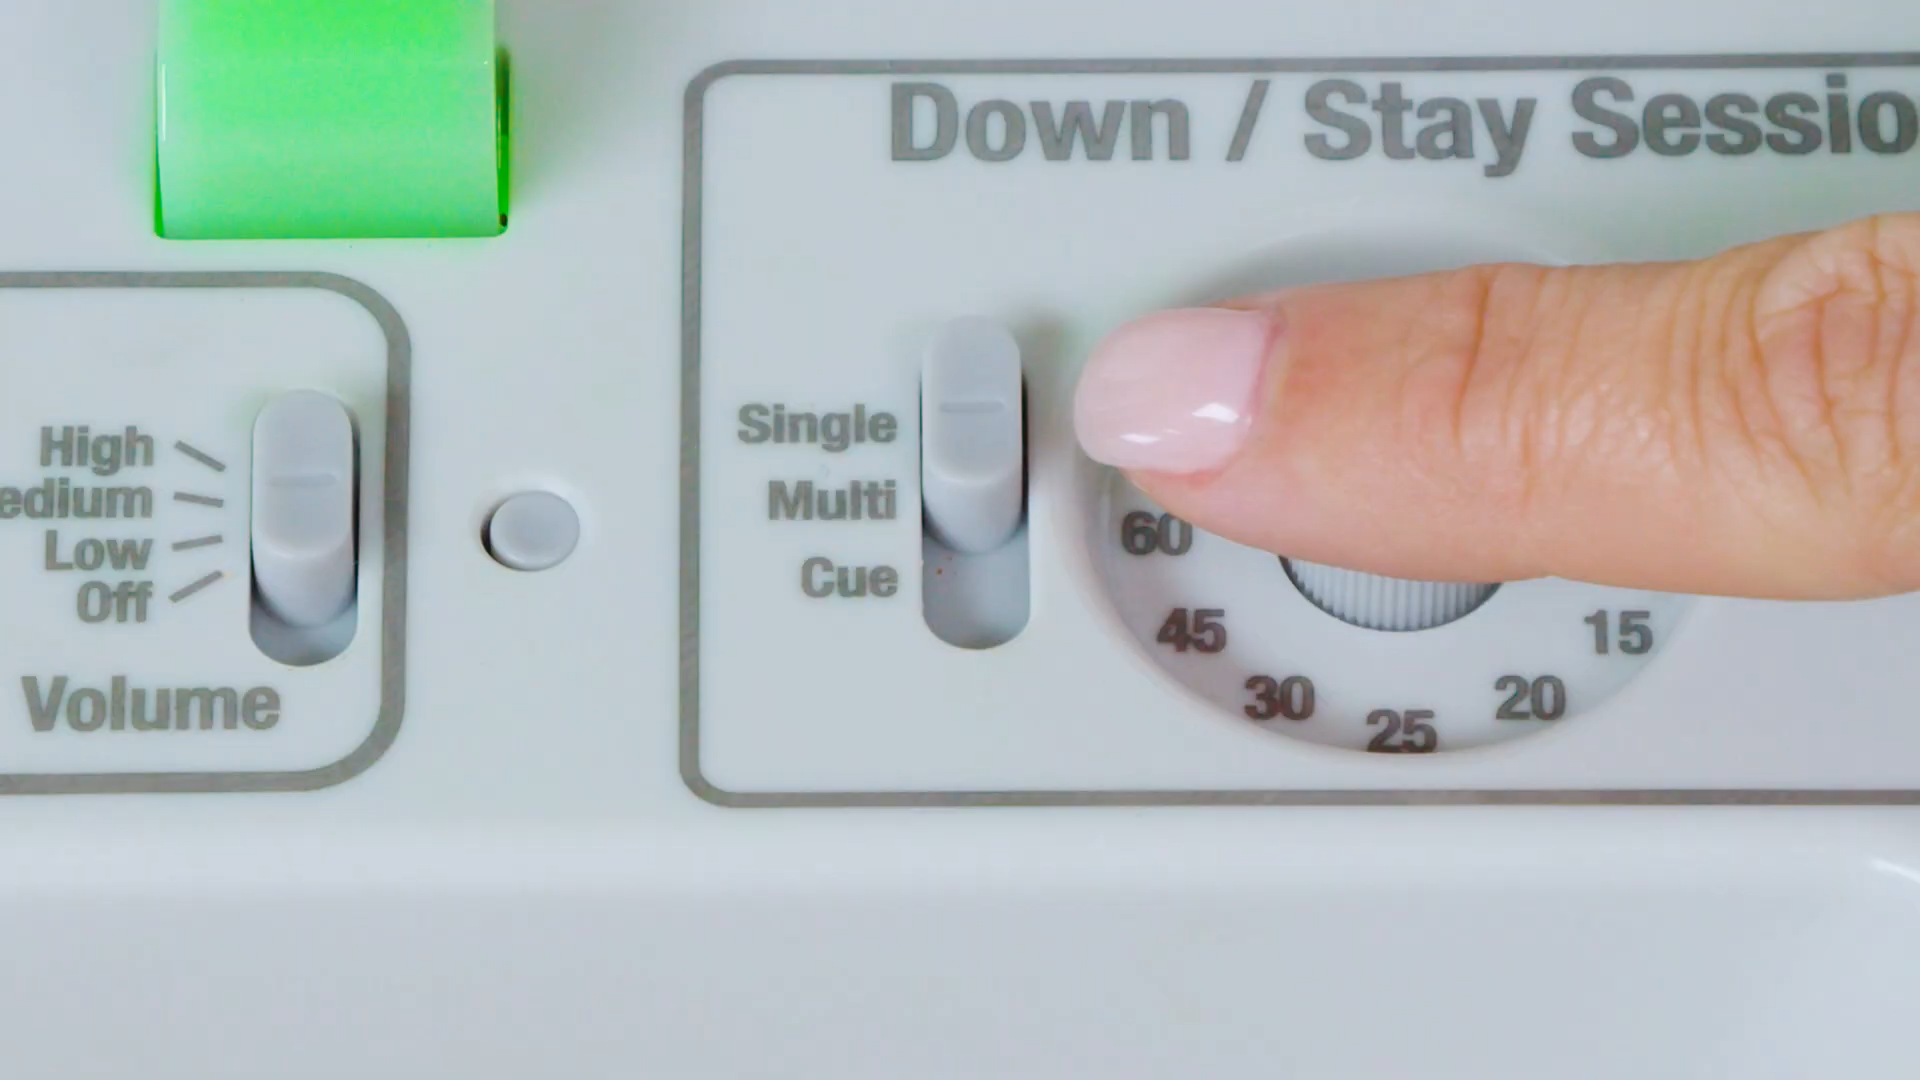 Down / Stay Sessio
High
edium
Low
Off
Volume
Single
Multi
Cue
60
45
30
25
20
15